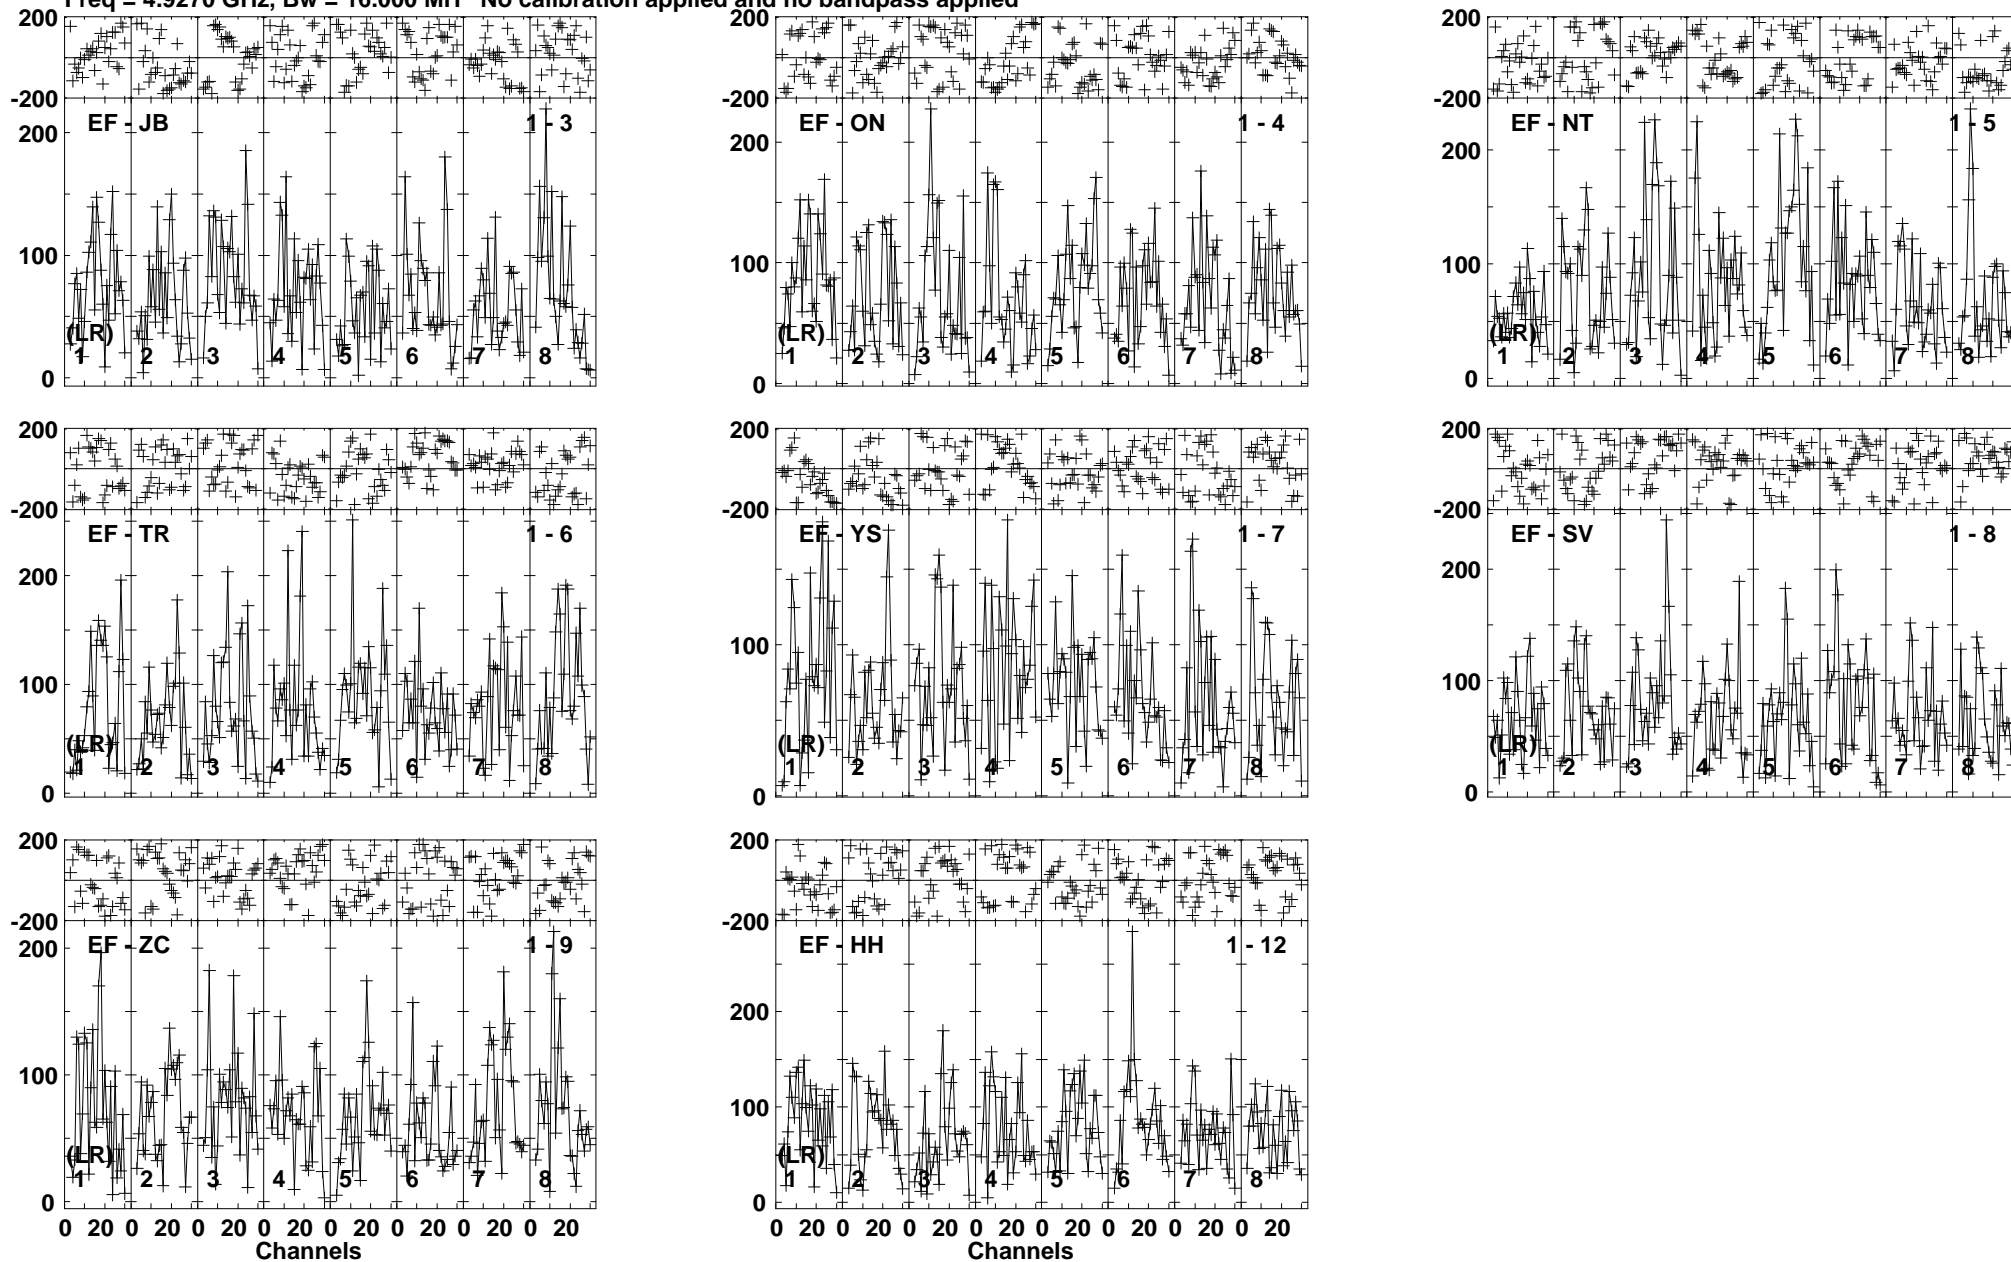 Freq = 4.9270 GHz, Bw = 16.000 MH No calibration applied and no bandpass applied
200 200 200
-200 -200 -200
EF - JB 1 - 3 EF - ON 1 - 4 EF - NT 1 - 5
200 200 200
100 100 100
(LR) (LR) (LR)
1 2 3 4 5 6 7 8 1 2 3 4 5 6 7 8 1 2 3 4 5 6 7 8
0 0 0
200 200 200
-200 -200 -200
EF - TR 1 - 6 EF - YS 1 - 7 EF - SV 1 - 8
200 200
100 100 100
(LR) (LR) (LR)
1 2 3 4 5 6 7 8 1 2 3 4 5 6 7 8 1 2 3 4 5 6 7 8
0 0 0
200 200
-200 -200
EF - ZC 1 - 9 EF - HH 1 - 12
200 200
100 100
(LR) (LR)
1 2 3 4 5 6 7 8 1 2 3 4 5 6 7 8
0 0
0 20 0 20 0 20 0 20 0 20 0 20 0 20 0 20 0 20 0 20 0 20 0 20 0 20 0 20 0 20 0 20
Channels Channels